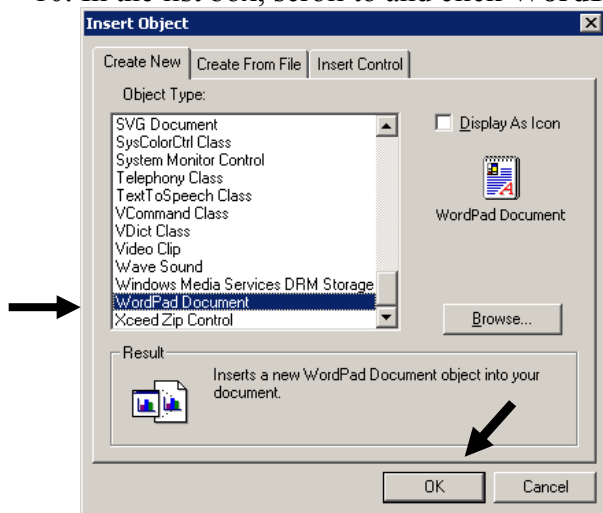 Insert Object
Create New Create From File Insert Control
Object Type:
SVG Document
SysColorCtrl Class
System Monitor Control
Telephony Class
TextToSpeech Class
VCommand Class
VDict Class
Video Clip
Wave Sound
Windows Media Services DRM Storage
WordPad Document
Xceed Zip Control
Display As Icon
WordPad Document
Browse...
Result
Inserts a new WordPad Document object into your
document.
OK Cancel